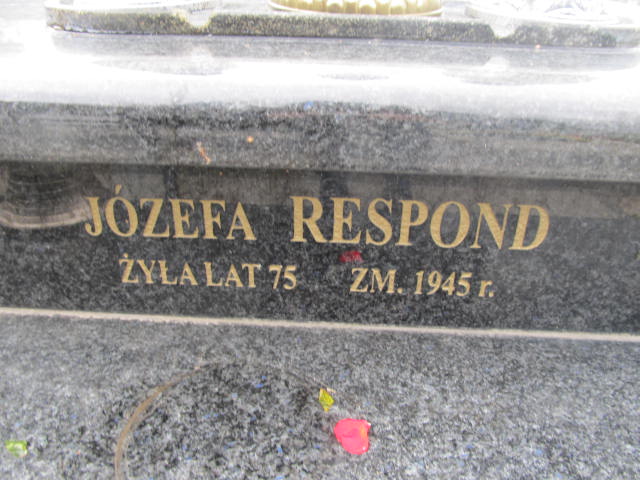 JÓZEFA RESPOND
ŻYŁA LAT 75 ZM. 1945 r.